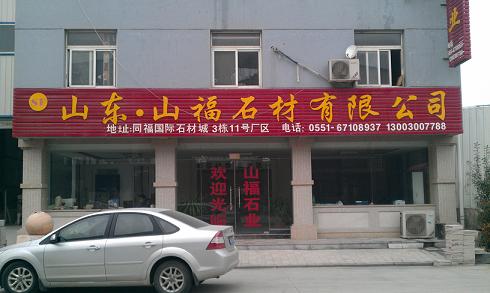 山东·山福石材有限公司
地址:同福国际石材城 3栋11号厂区 电话: 0551-67108937 13003007788
欢迎光临
山福石业
业